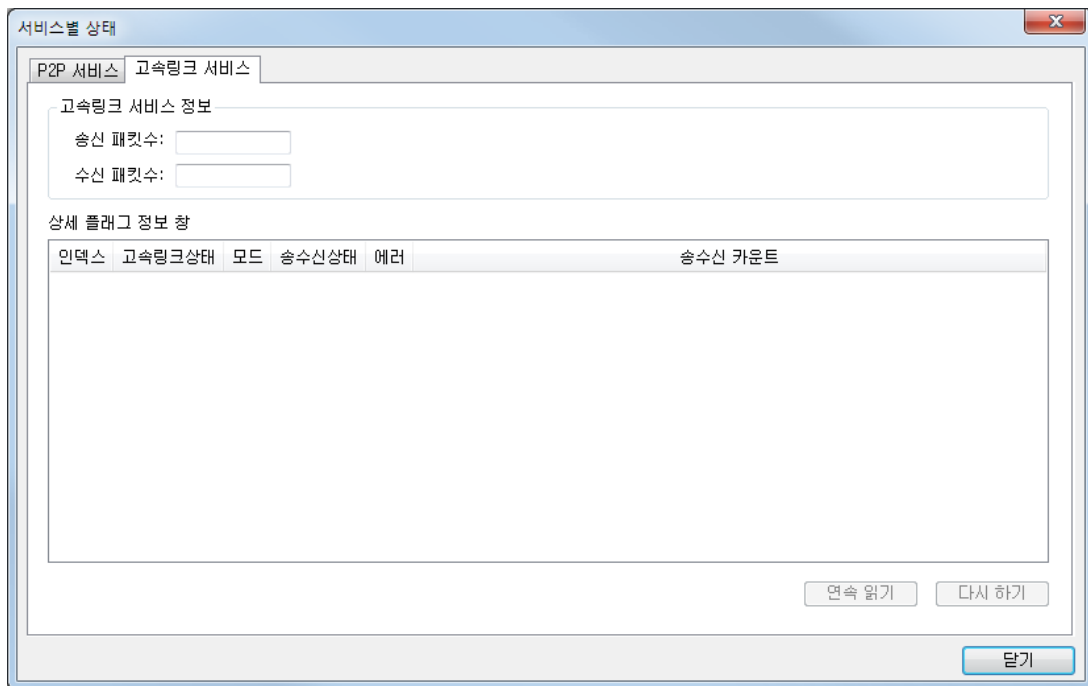 서비스별 상태
P2P 서비스 고속링크 서비스
고속링크 서비스 정보
송신 패킷수:
수신 패킷수:
상세 플래그 정보 창
인덱스 고속링크상태 모드 송수신상태 에러 송수신 카운트
연속 읽기 다시 하기
닫기